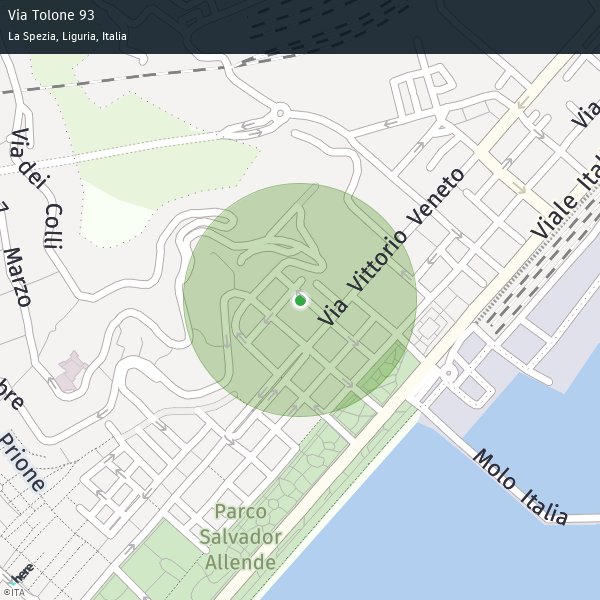 Via Tolone 93
La Spezia, Liguria, Italia
Via dei Colli
Marzo
Via Vittorio Veneto
Viale Ital
Via
bre
Prione
Molo Italia
Parco
Salvador
Allende
here
©ITA